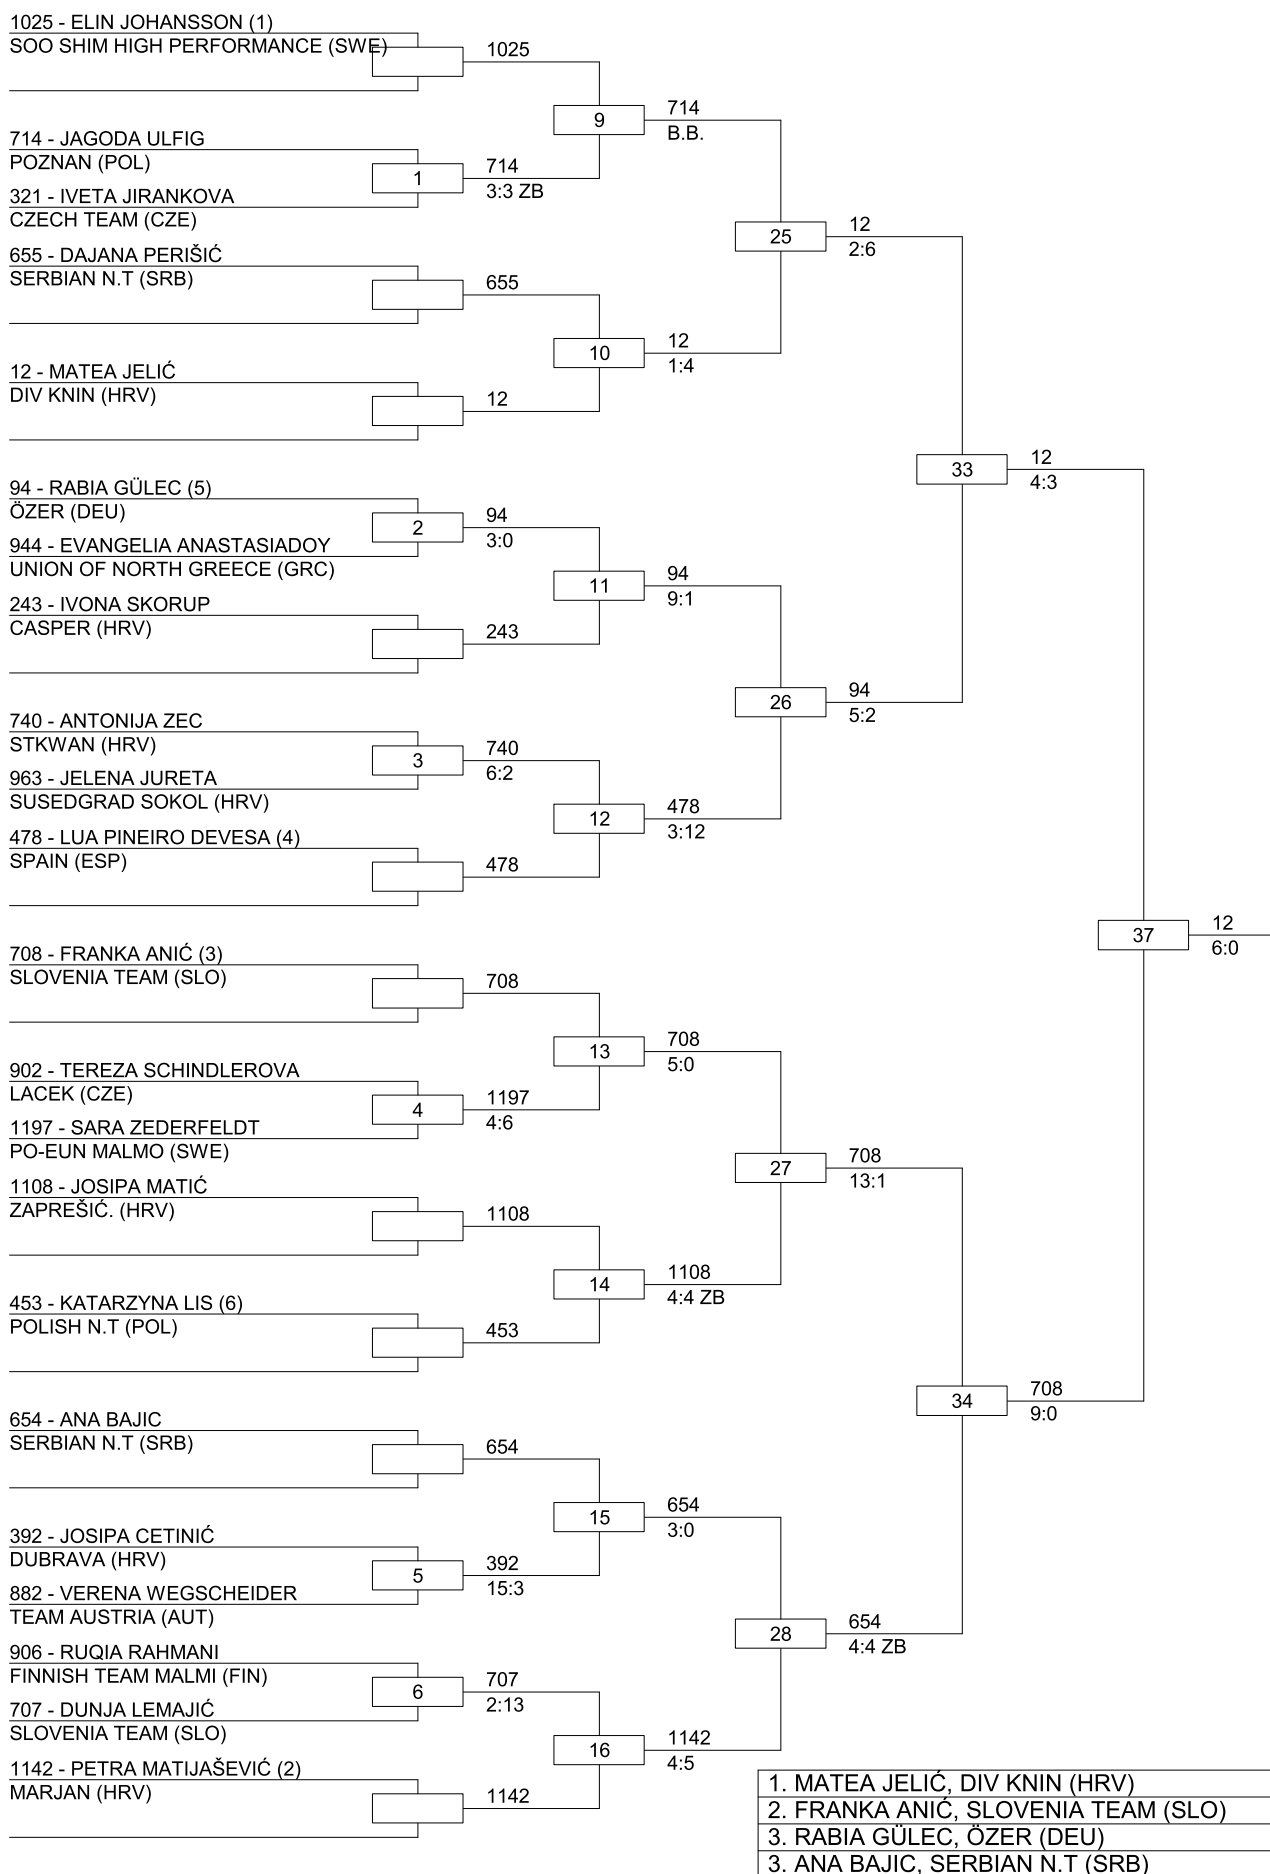 1025 - ELIN JOHANSSON (1)
SOO SHIM HIGH PERFORMANCE (SWE)
1025
9
714
B.B.
714 - JAGODA ULFIG
POZNAN (POL)
1
714
3:3 ZB
321 - IVETA JIRANKOVA
CZECH TEAM (CZE)
25
12
2:6
655 - DAJANA PERIŠIĆ
SERBIAN N.T (SRB)
655
10
12
1:4
12 - MATEA JELIĆ
DIV KNIN (HRV)
12
33
12
4:3
94 - RABIA GÜLEC (5)
ÖZER (DEU)
2
94
3:0
944 - EVANGELIA ANASTASIADOY
UNION OF NORTH GREECE (GRC)
11
94
9:1
243 - IVONA SKORUP
CASPER (HRV)
243
26
94
5:2
740 - ANTONIJA ZEC
STKWAN (HRV)
3
740
6:2
963 - JELENA JURETA
SUSEDGRAD SOKOL (HRV)
12
478
3:12
478 - LUA PINEIRO DEVESA (4)
SPAIN (ESP)
478
37
12
6:0
708 - FRANKA ANIĆ (3)
SLOVENIA TEAM (SLO)
708
13
708
5:0
902 - TEREZA SCHINDLEROVA
LACEK (CZE)
4
1197
4:6
1197 - SARA ZEDERFELDT
PO-EUN MALMO (SWE)
27
708
13:1
1108 - JOSIPA MATIĆ
ZAPREŠIĆ. (HRV)
1108
14
1108
4:4 ZB
453 - KATARZYNA LIS (6)
POLISH N.T (POL)
453
34
708
9:0
654 - ANA BAJIC
SERBIAN N.T (SRB)
654
15
654
3:0
392 - JOSIPA CETINIĆ
DUBRAVA (HRV)
5
392
15:3
882 - VERENA WEGSCHEIDER
TEAM AUSTRIA (AUT)
28
654
4:4 ZB
906 - RUQIA RAHMANI
FINNISH TEAM MALMI (FIN)
6
707
2:13
707 - DUNJA LEMAJIĆ
SLOVENIA TEAM (SLO)
16
1142
4:5
1142 - PETRA MATIJAŠEVIĆ (2)
MARJAN (HRV)
1142
1. MATEA JELIĆ, DIV KNIN (HRV)
2. FRANKA ANIĆ, SLOVENIA TEAM (SLO)
3. RABIA GÜLEC, ÖZER (DEU)
3. ANA BAJIC, SERBIAN N.T (SRB)